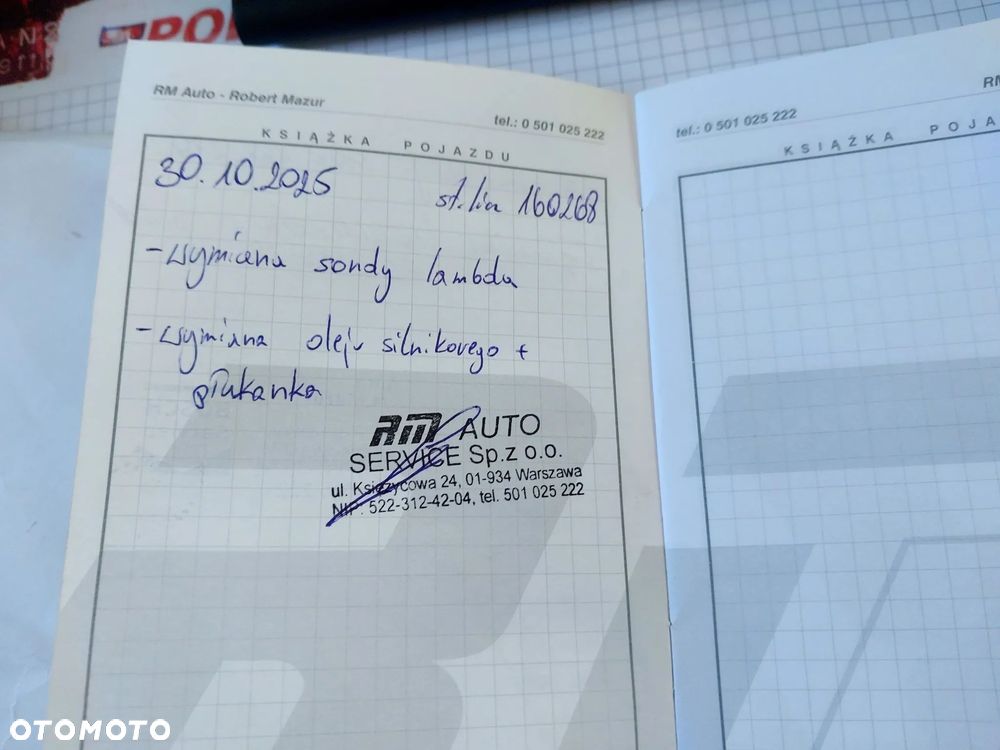 RM Auto - Robert Mazur
tel.: 0 501 025 222
KSIĄŻKA POJAZDU
30.10.2025
st. lia 160268
- wymiana sondy lambda
- wymiana oleju silnikowego +
płukanka
RM AUTO
SERVICE Sp.z o.o.
ul. Księżycowa 24, 01-934 Warszawa
NIP: 522-312-42-04, tel. 501 025 222
tel.: 0 501 025 222
RM
KSIĄŻKA POJA
OTOMOTO